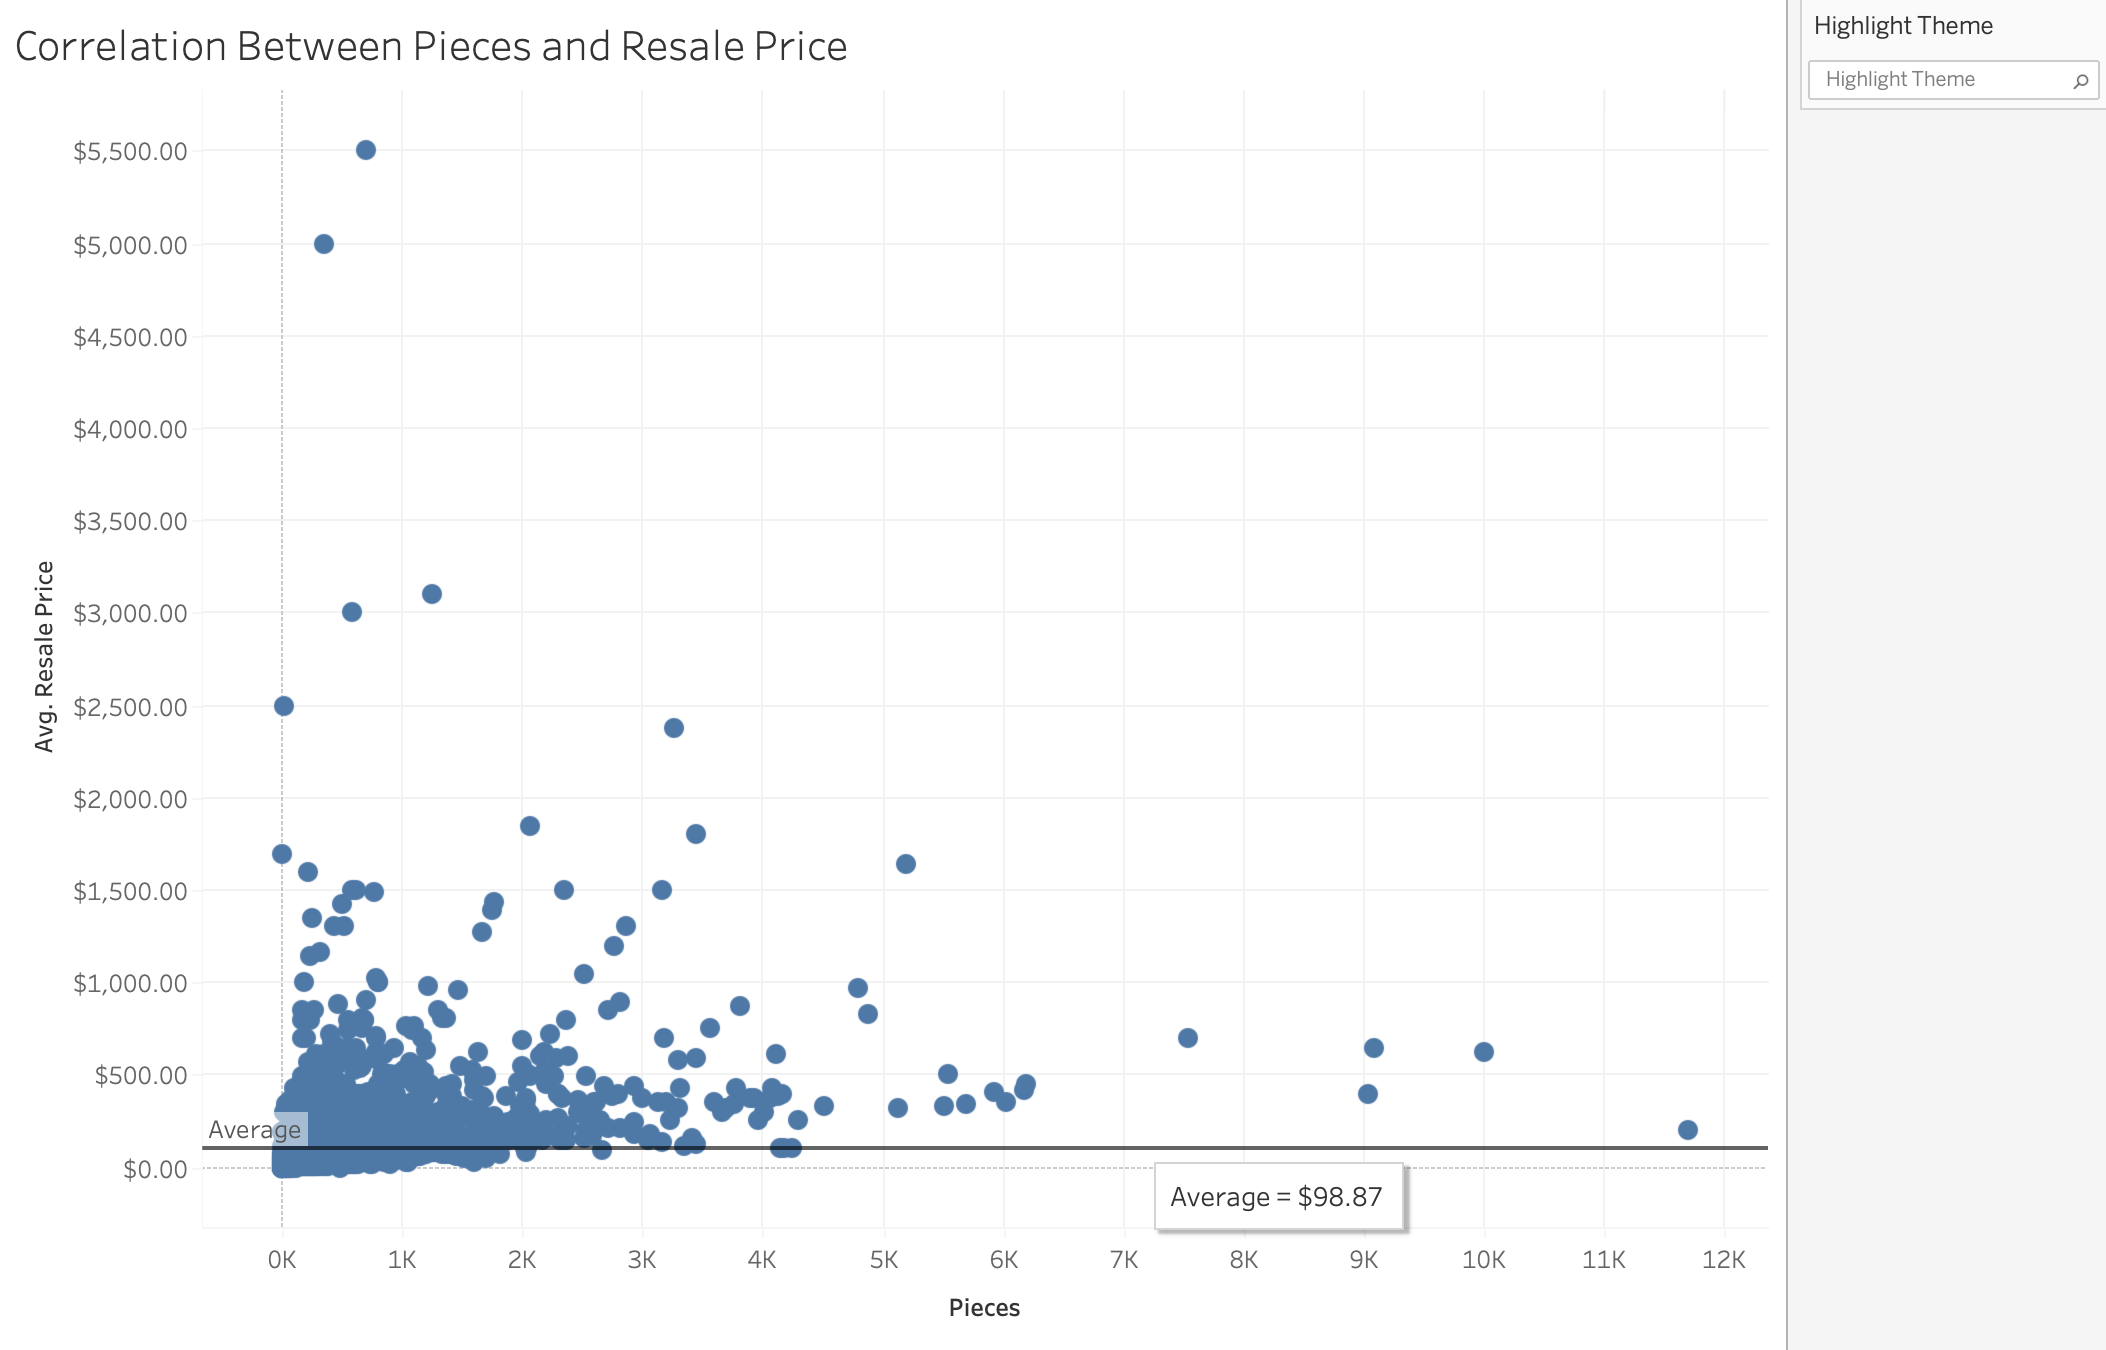 Correlation Between Pieces and Resale Price
Highlight Theme
Highlight Theme
Avg. Resale Price
$5,500.00
$5,000.00
$4,500.00
$4,000.00
$3,500.00
$3,000.00
$2,500.00
$2,000.00
$1,500.00
$1,000.00
$500.00
Average
$0.00
Average = $98.87
0K 1K 2K 3K 4K 5K 6K 7K 8K 9K 10K 11K 12K
Pieces